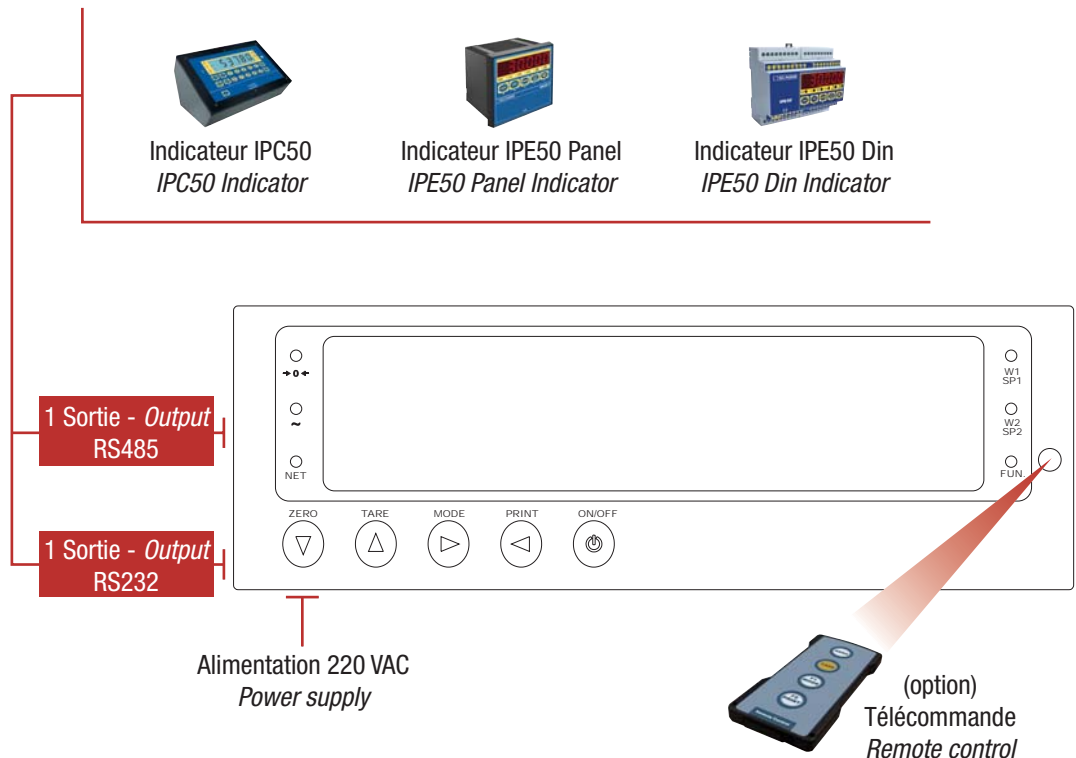 Indicateur IPC50
IPC50 Indicator
Indicateur IPE50 Panel
IPE50 Panel Indicator
Indicateur IPE50 Din
IPE50 Din Indicator
1 Sortie - Output
RS485
1 Sortie - Output
RS232
→0←
~
NET
W1
SP1
W2
SP2
FUN.
ZERO
TARE
MODE
PRINT
ON/OFF
Alimentation 220 VAC
Power supply
(option)
Télécommande
Remote control